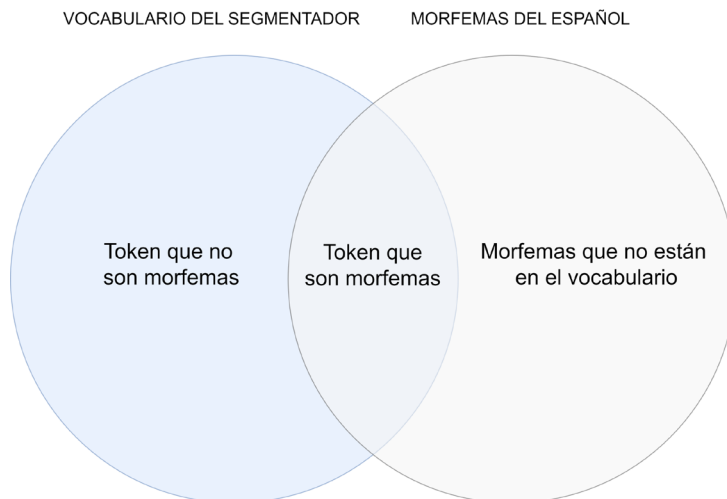 VOCABULARIO DEL SEGMENTADOR
MORFEMAS DEL ESPAÑOL
Token que no
son morfemas
Token que
son morfemas
Morfemas que no están
en el vocabulario